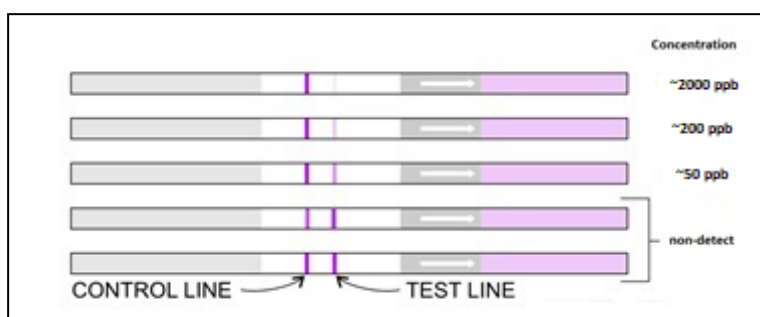 Concentration
~2000 ppb
~200 ppb
~50 ppb
non-detect
CONTROL LINE
TEST LINE